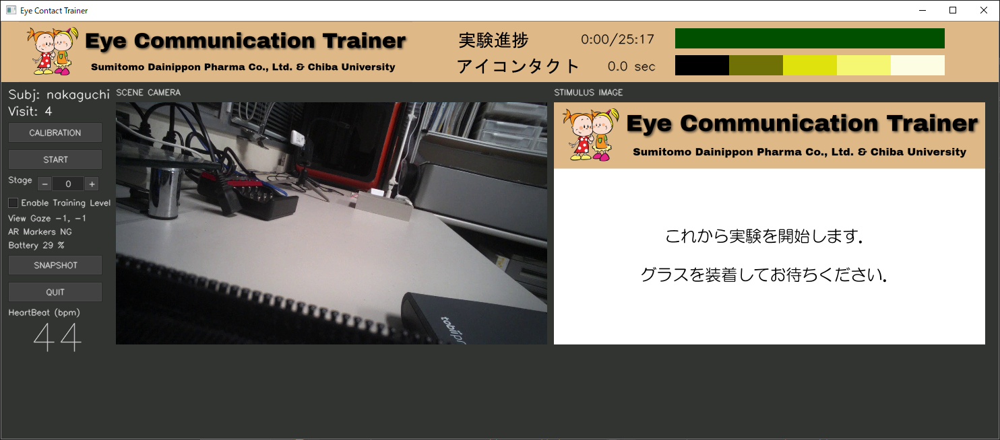 Eye Contact Trainer
Eye Communication Trainer
Sumitomo Dainippon Pharma Co., Ltd. & Chiba University
実験進捗 0:00/25:17
アイコンタクト 0.0 sec
Subj: nakaguchi
Visit: 4
CALIBRATION
START
Stage − 0 +
Enable Training Level
View Gaze −1, −1
AR Markers NG
Battery 29 %
SNAPSHOT
QUIT
HeartBeat (bpm)
44
SCENE CAMERA
tobii
STIMULUS IMAGE
Eye Communication Trainer
Sumitomo Dainippon Pharma Co., Ltd. & Chiba University
これから実験を開始します.
グラスを装着してお待ちください.